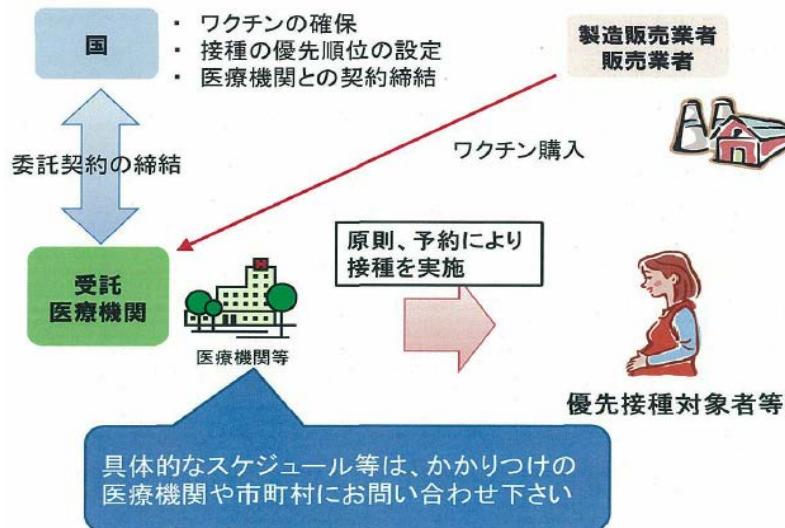 国
・ ワクチンの確保
・ 接種の優先順位の設定
・ 医療機関との契約締結
製造販売業者
販売業者
委託契約の締結
ワクチン購入
原則、予約により
接種を実施
受託
医療機関
H
医療機関等
優先接種対象者等
具体的なスケジュール等は、かかりつけの
医療機関や市町村にお問い合わせ下さい